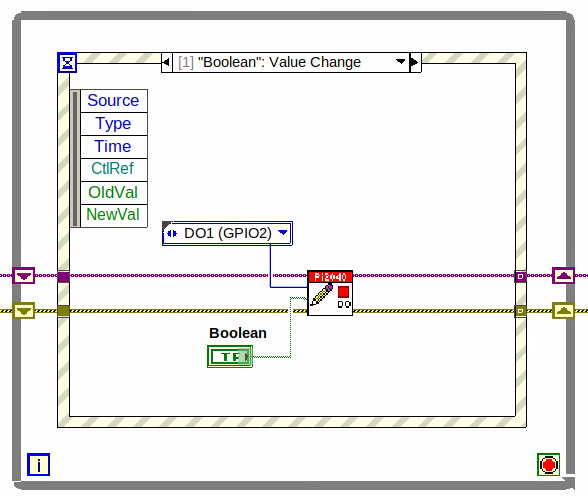 [1] "Boolean": Value Change
Source
Type
Time
CtlRef
OldVal
NewVal
DO1 (GPIO2)
Pi2040
DO
Boolean
TF
i